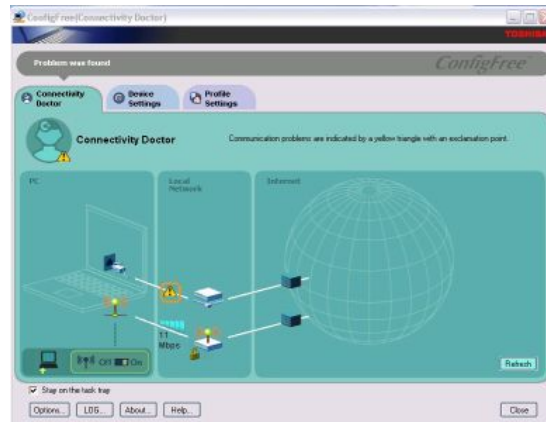 ConfigFree(Connectivity Doctor)
TOSHIBA
Problem was found
ConfigFree
Connectivity Doctor
Device Settings
Profile Settings
Connectivity Doctor
Communication problems are indicated by a yellow triangle with an exclamation point.
PC
Local Network
Internet
11 Mbps
Off On
Refresh
Stay on the task tray
Options...
LOG...
About...
Help...
Close